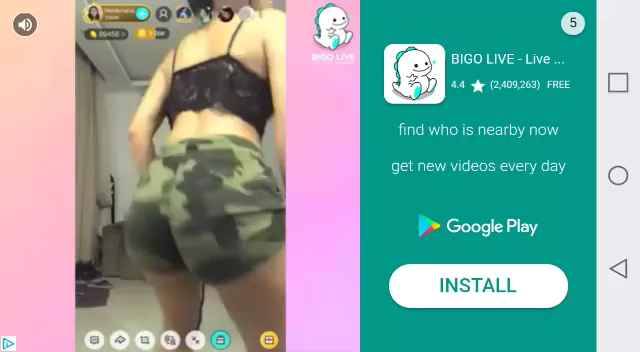 89456 >
BIGO LIVE
5
BIGO LIVE - Live ...
4.4 ★ (2,409,263) FREE
find who is nearby now
get new videos every day
Google Play
INSTALL